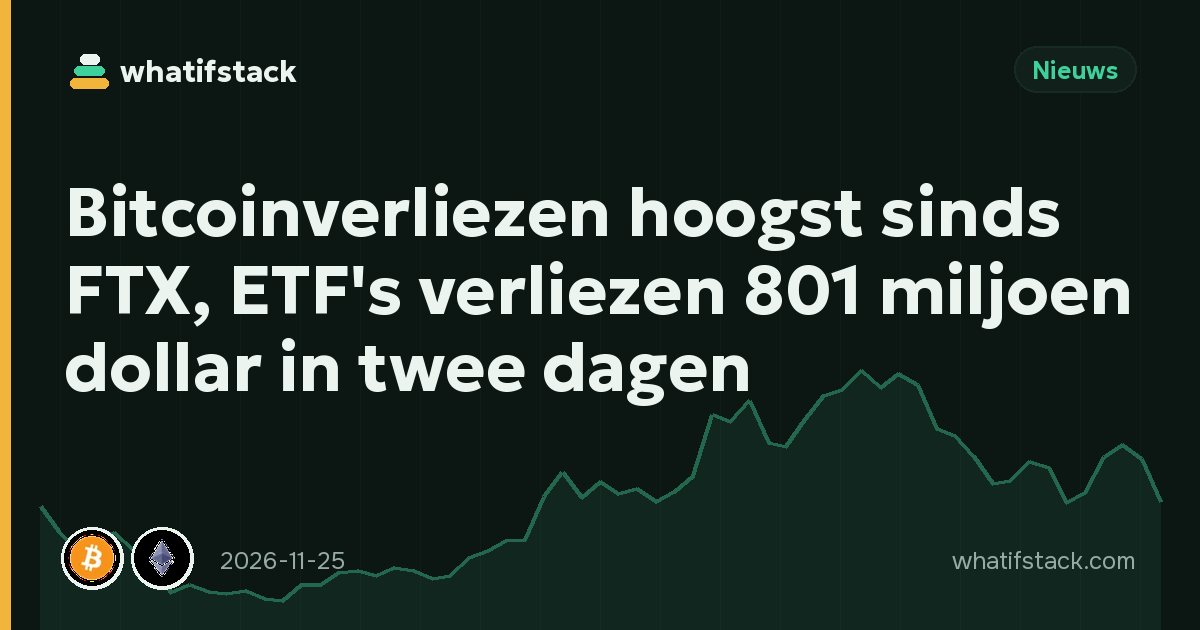 whatifstack
Nieuws
Bitcoinverliezen hoogst sinds
FTX, ETF's verliezen 801 miljoen
dollar in twee dagen
2026-11-25
whatifstack.com